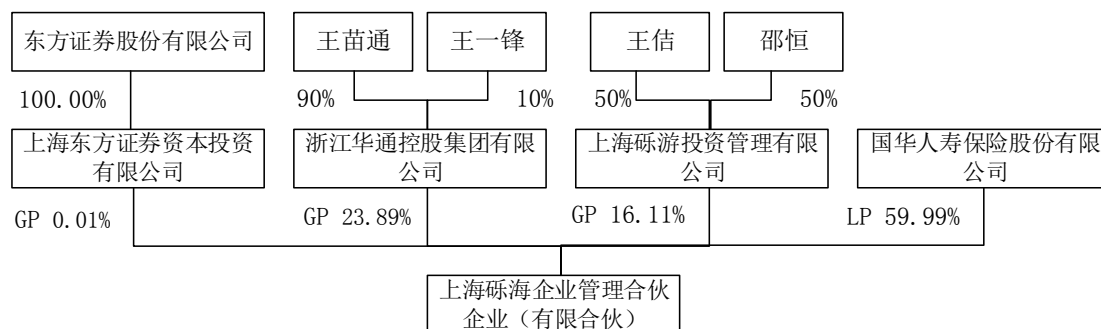 东方证券股份有限公司
王苗通
王一锋
王佶
邵恒
100.00%
90%
10%
50%
50%
上海东方证券资本投资
有限公司
浙江华通控股集团有限
公司
上海砾游投资管理有限
公司
国华人寿保险股份有限
公司
GP 0.01%
GP 23.89%
GP 16.11%
LP 59.99%
上海砾海企业管理合伙
企业（有限合伙）